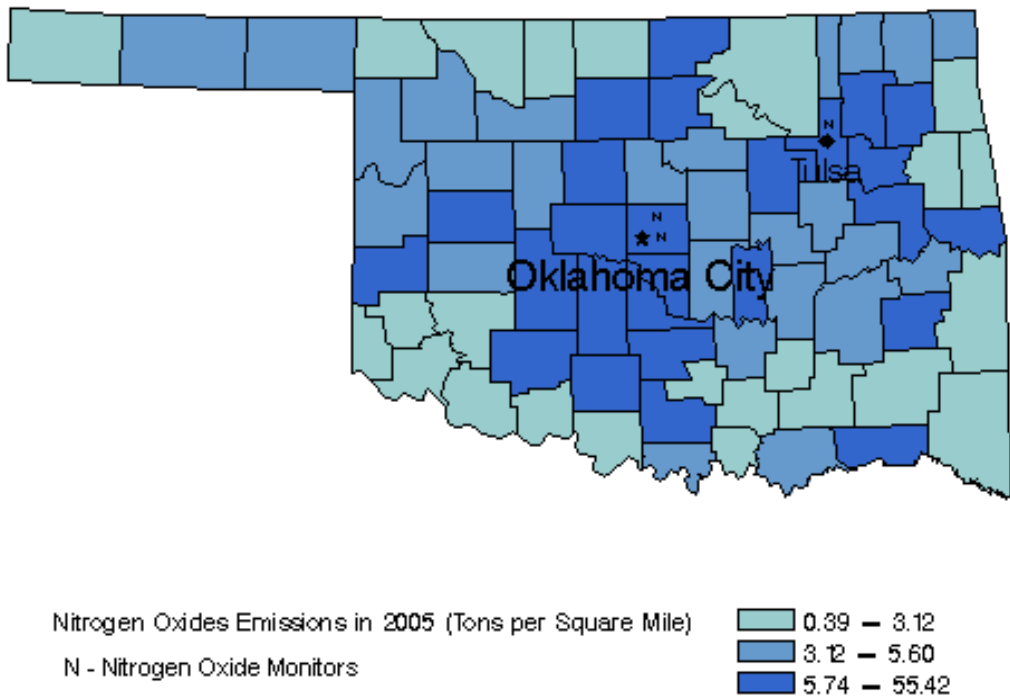 N
Tulsa
N
N
Oklahoma City
Nitrogen Oxides Emissions in 2005 (Tons per Square Mile)
N - Nitrogen Oxide Monitors
0.39 – 3.12
3.12 – 5.60
5.74 – 55.42